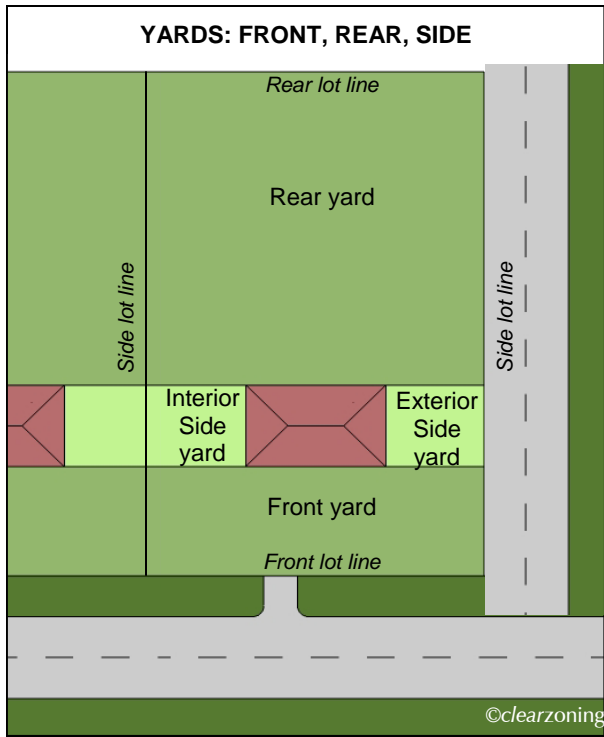 YARDS: FRONT, REAR, SIDE
Rear lot line
Rear yard
Side lot line
Side lot line
Interior
Side
yard
Exterior
Side
yard
Front yard
Front lot line
©clearzoning